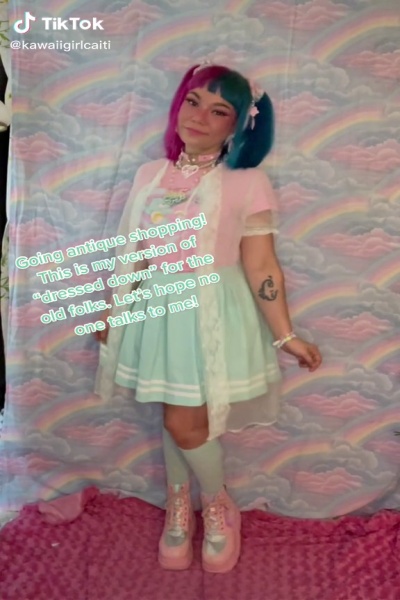 TikTok
@kawaiigirlcaiti
Going antique shopping!
This is my version of
"dressed down" for the
old folks. Let's hope no
one talks to me!